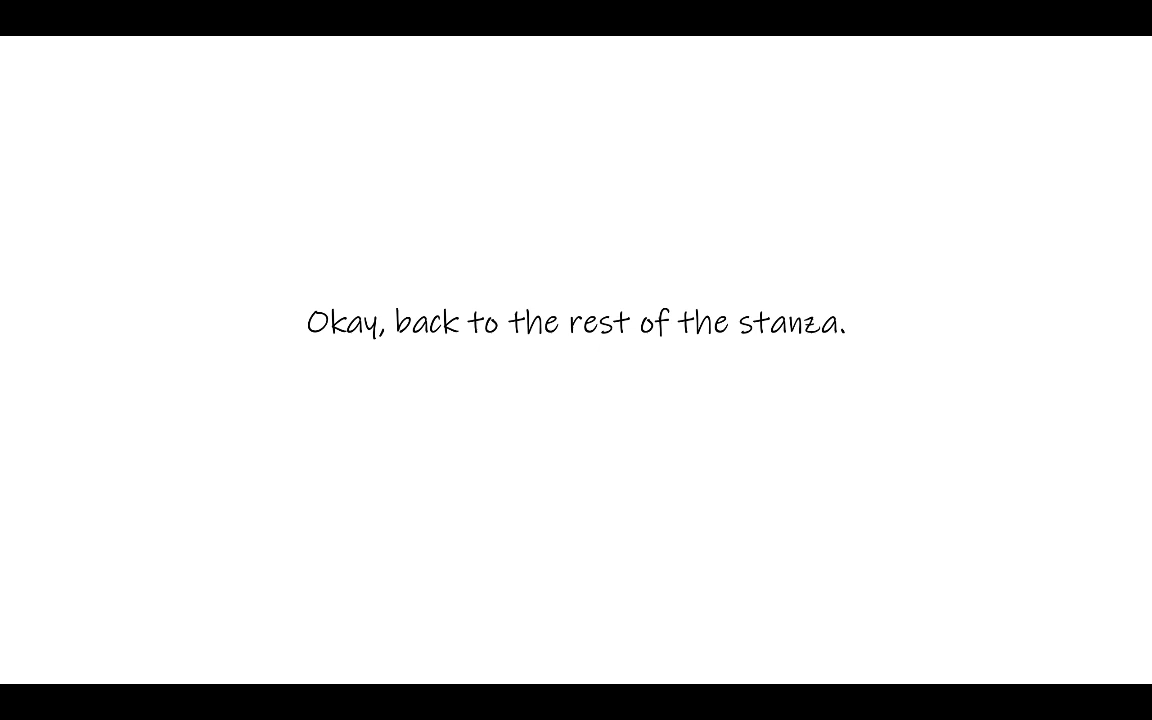 Okay, back to the rest of the stanza.